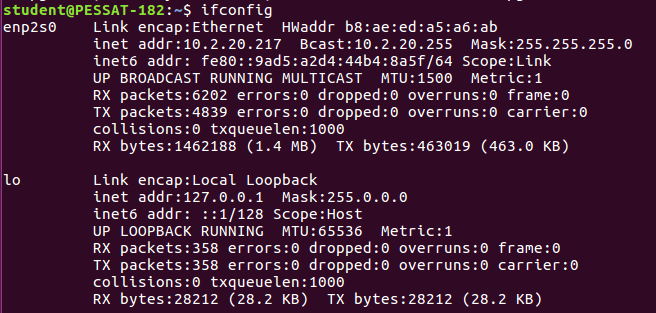 student@PESSAT-182:~$ ifconfig
enp2s0    Link encap:Ethernet  HWaddr b8:ae:ed:a5:a6:ab
          inet addr:10.2.20.217  Bcast:10.2.20.255  Mask:255.255.255.0
          inet6 addr: fe80::9ad5:a2d4:44b4:8a5f/64 Scope:Link
          UP BROADCAST RUNNING MULTICAST  MTU:1500  Metric:1
          RX packets:6202 errors:0 dropped:0 overruns:0 frame:0
          TX packets:4839 errors:0 dropped:0 overruns:0 carrier:0
          collisions:0 txqueuelen:1000
          RX bytes:1462188 (1.4 MB)  TX bytes:463019 (463.0 KB)

lo        Link encap:Local Loopback
          inet addr:127.0.0.1  Mask:255.0.0.0
          inet6 addr: ::1/128 Scope:Host
          UP LOOPBACK RUNNING  MTU:65536  Metric:1
          RX packets:358 errors:0 dropped:0 overruns:0 frame:0
          TX packets:358 errors:0 dropped:0 overruns:0 carrier:0
          collisions:0 txqueuelen:1000
          RX bytes:28212 (28.2 KB)  TX bytes:28212 (28.2 KB)